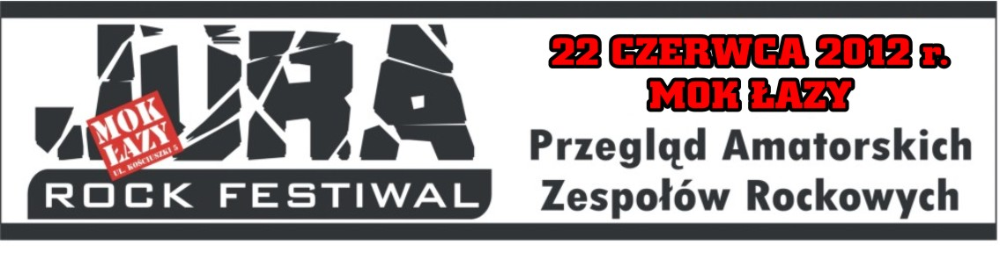 JURA
MOK
ŁAZY
UL. KOŚCIUSZKI 5
ROCK FESTIWAL
22 CZERWCA 2012 r.
MOK ŁAZY
Przegląd Amatorskich
Zespołów Rockowych